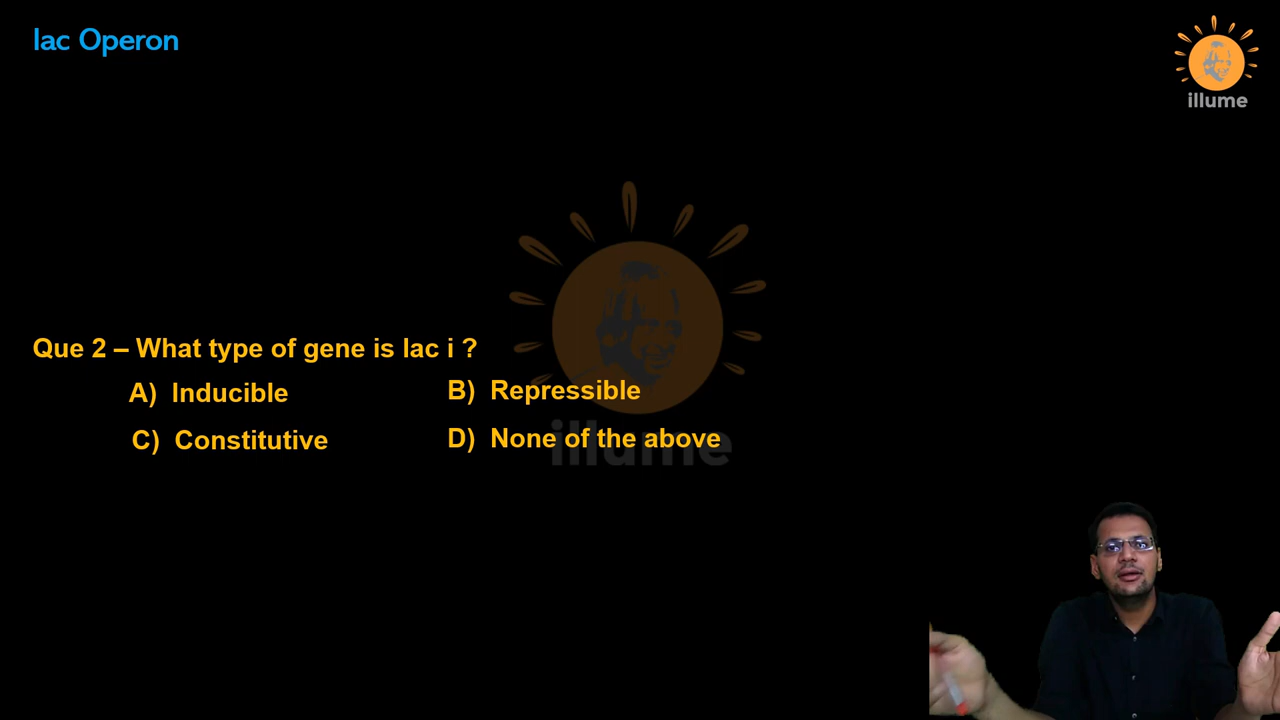 lac Operon
illume
Que 2 – What type of gene is lac i ?
A) Inducible
B) Repressible
C) Constitutive
D) None of the above
illume